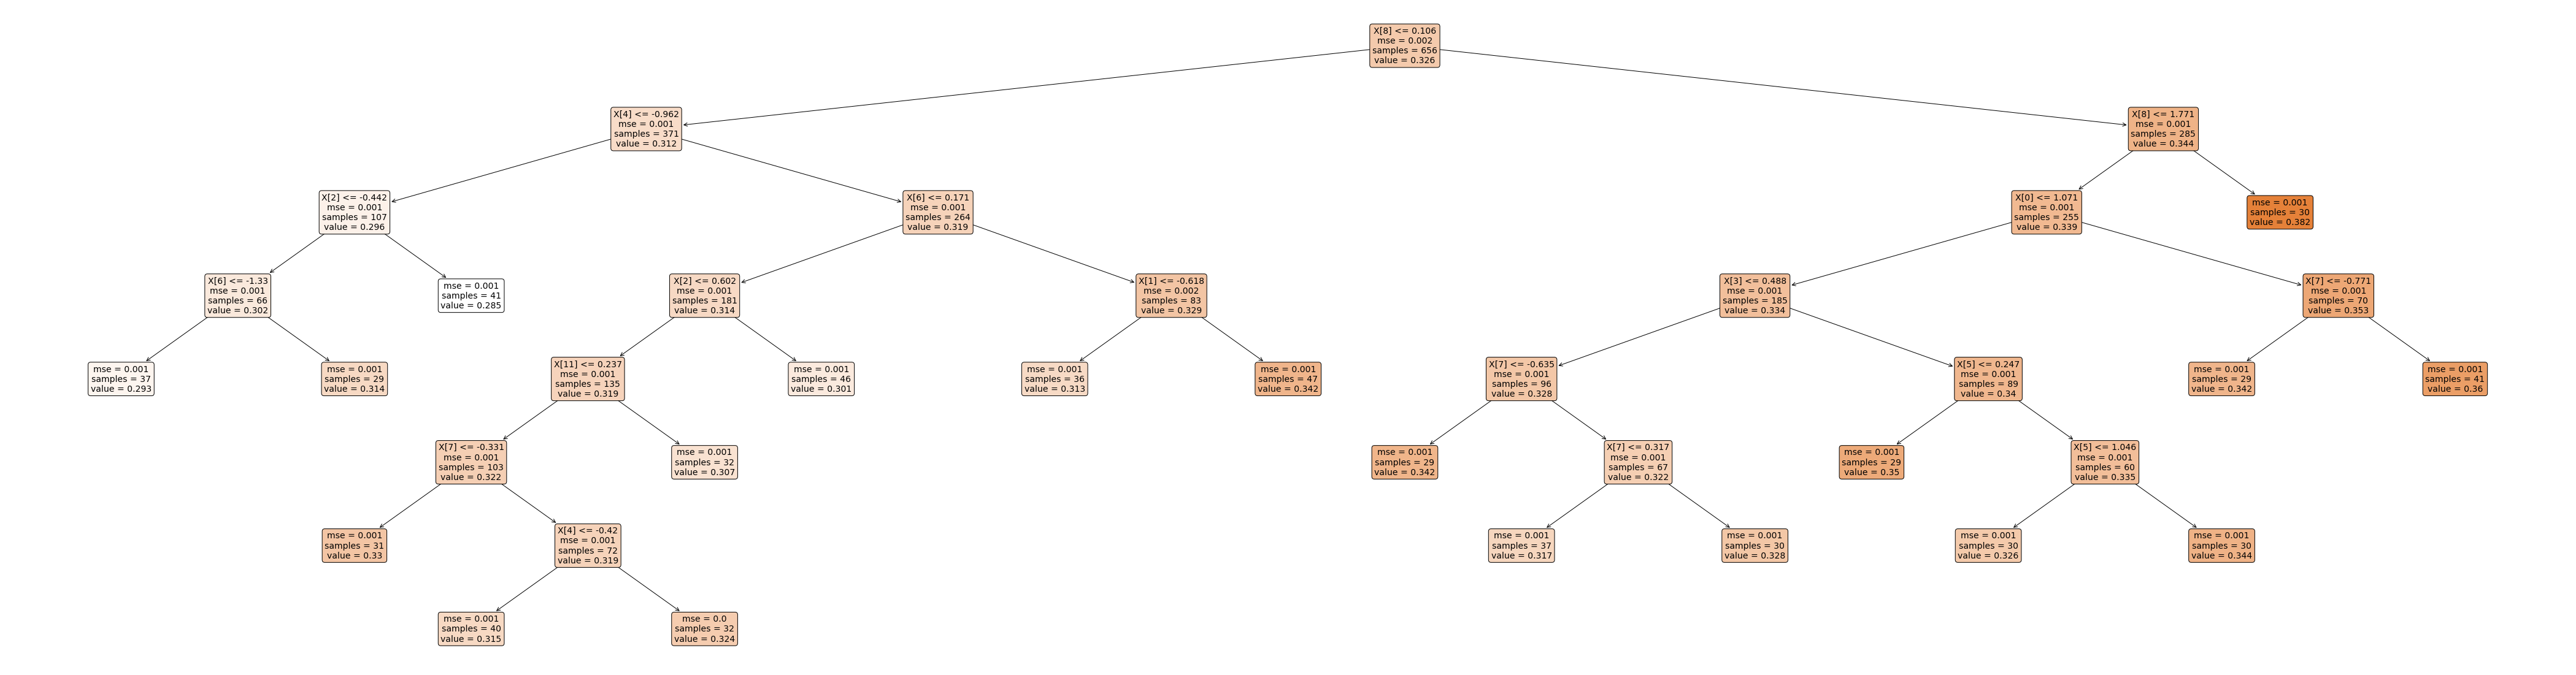 X[8] <= 0.106
mse = 0.002
samples = 656
value = 0.326
X[4] <= -0.962
mse = 0.001
samples = 371
value = 0.312
X[8] <= 1.771
mse = 0.001
samples = 285
value = 0.344
X[2] <= -0.442
mse = 0.001
samples = 107
value = 0.296
X[6] <= 0.171
mse = 0.001
samples = 264
value = 0.319
X[0] <= 1.071
mse = 0.001
samples = 255
value = 0.339
mse = 0.001
samples = 30
value = 0.382
X[6] <= -1.33
mse = 0.001
samples = 66
value = 0.302
mse = 0.001
samples = 41
value = 0.285
X[2] <= 0.602
mse = 0.001
samples = 181
value = 0.314
X[1] <= -0.618
mse = 0.002
samples = 83
value = 0.329
X[3] <= 0.488
mse = 0.001
samples = 185
value = 0.334
X[7] <= -0.771
mse = 0.001
samples = 70
value = 0.353
mse = 0.001
samples = 37
value = 0.293
mse = 0.001
samples = 29
value = 0.314
X[11] <= 0.237
mse = 0.001
samples = 135
value = 0.319
mse = 0.001
samples = 46
value = 0.301
mse = 0.001
samples = 36
value = 0.313
mse = 0.001
samples = 47
value = 0.342
X[7] <= -0.635
mse = 0.001
samples = 96
value = 0.328
X[5] <= 0.247
mse = 0.001
samples = 89
value = 0.34
mse = 0.001
samples = 29
value = 0.342
mse = 0.001
samples = 41
value = 0.36
X[7] <= -0.331
mse = 0.001
samples = 103
value = 0.322
mse = 0.001
samples = 32
value = 0.307
mse = 0.001
samples = 29
value = 0.342
X[7] <= 0.317
mse = 0.001
samples = 67
value = 0.322
mse = 0.001
samples = 29
value = 0.35
X[5] <= 1.046
mse = 0.001
samples = 60
value = 0.335
mse = 0.001
samples = 31
value = 0.33
X[4] <= -0.42
mse = 0.001
samples = 72
value = 0.319
mse = 0.001
samples = 37
value = 0.317
mse = 0.001
samples = 30
value = 0.328
mse = 0.001
samples = 30
value = 0.326
mse = 0.001
samples = 30
value = 0.344
mse = 0.001
samples = 40
value = 0.315
mse = 0.0
samples = 32
value = 0.324